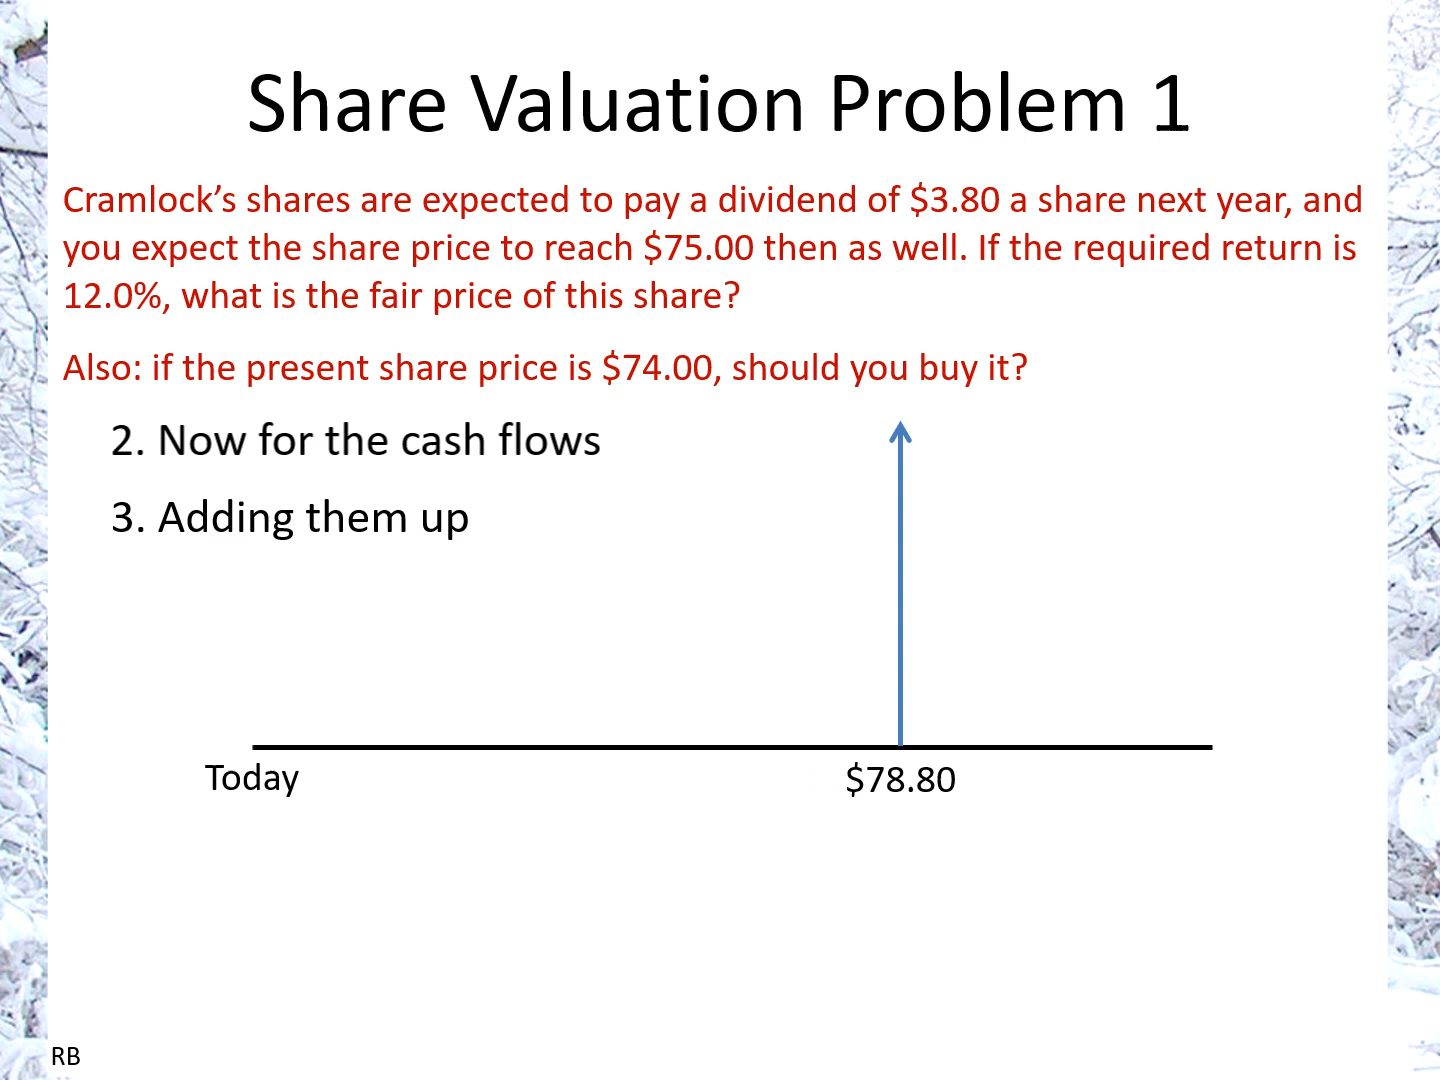 Share Valuation Problem 1
Cramlock’s shares are expected to pay a dividend of $3.80 a share next year, and
you expect the share price to reach $75.00 then as well. If the required return is
12.0%, what is the fair price of this share?
Also: if the present share price is $74.00, should you buy it?
2. Now for the cash flows
3. Adding them up
Today
$78.80
RB